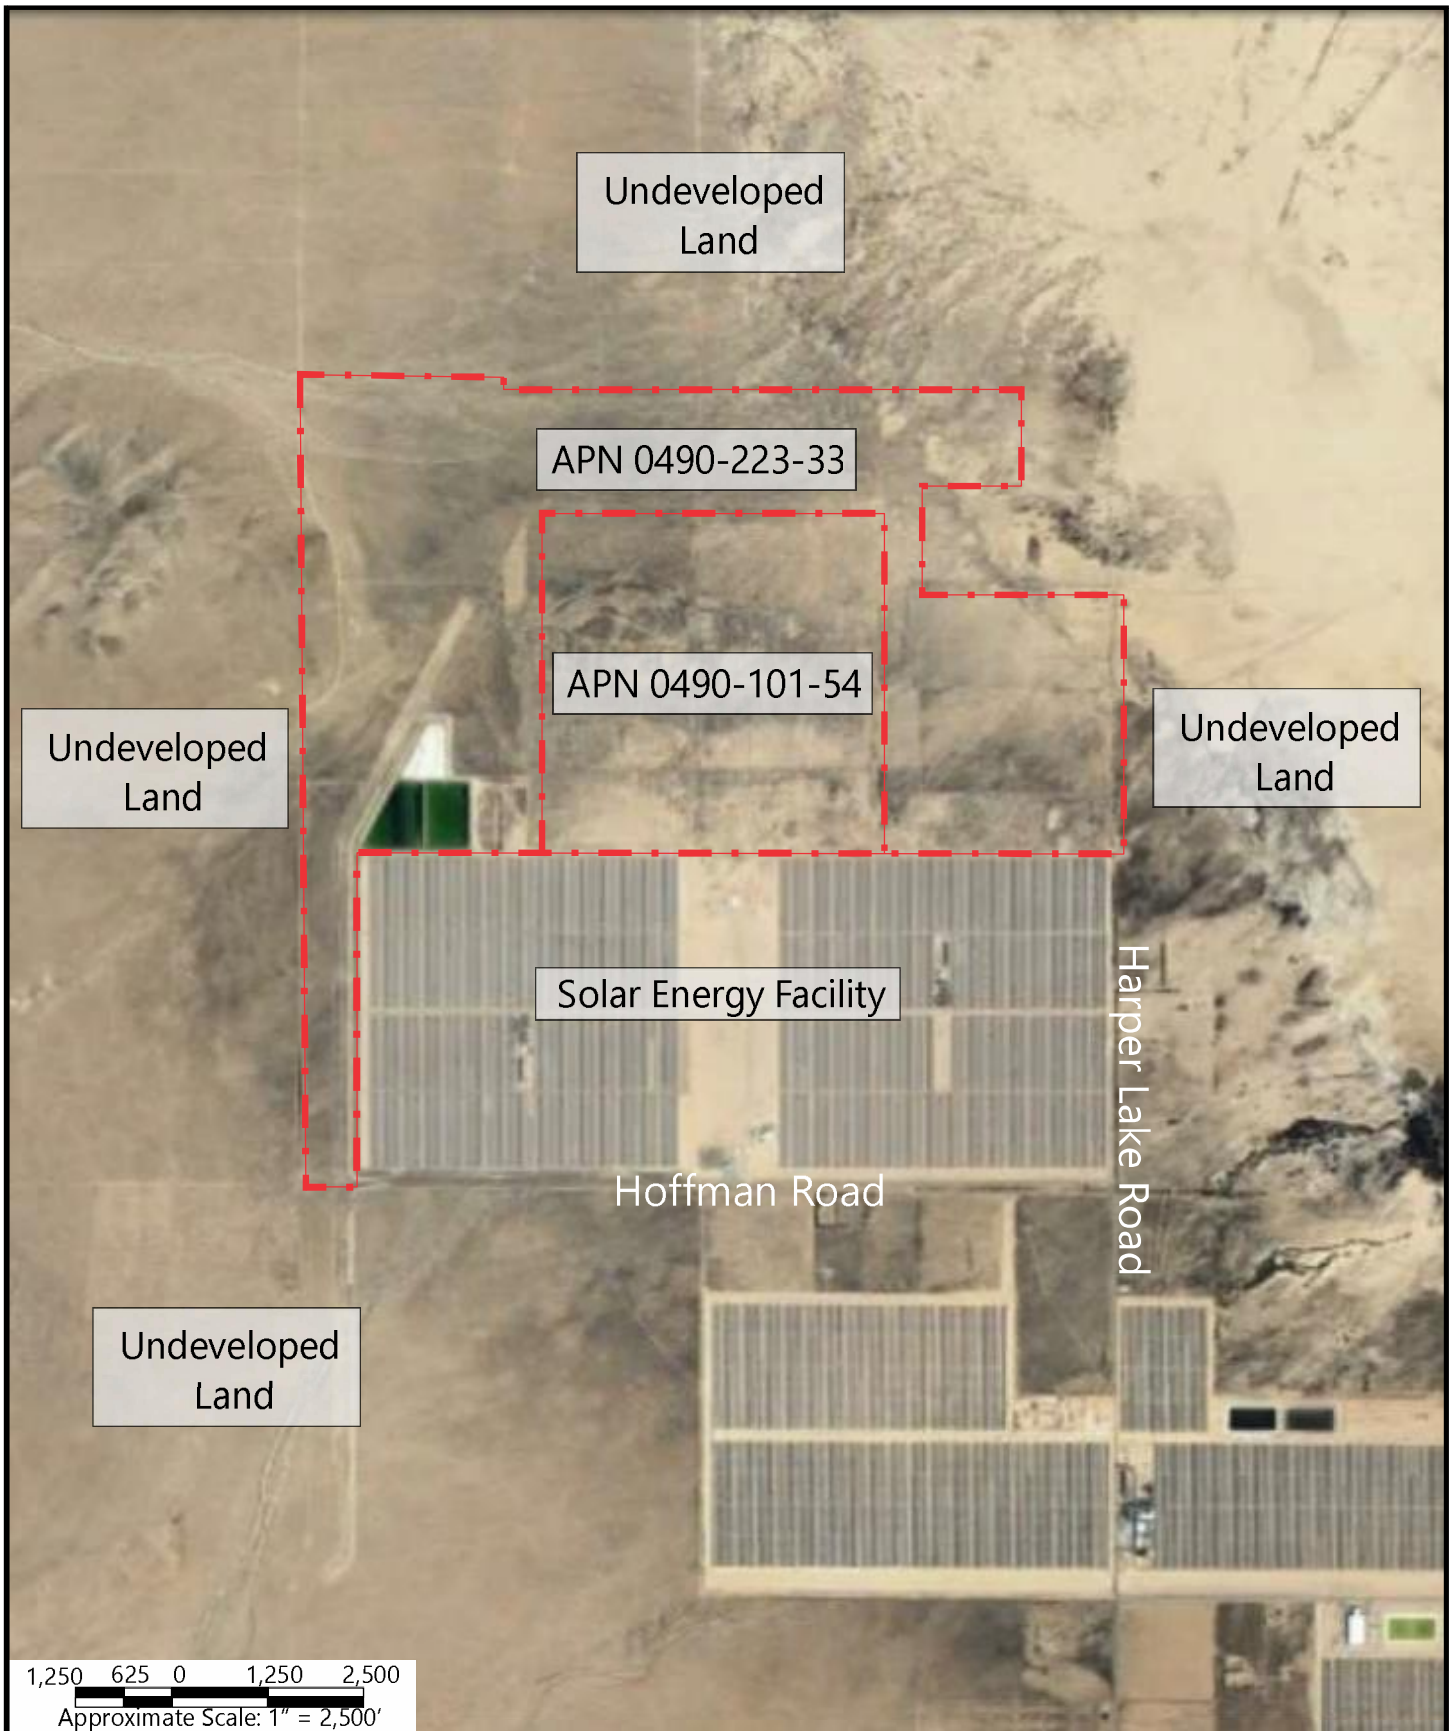 Undeveloped
Land
APN 0490-223-33
APN 0490-101-54
Undeveloped
Land
Undeveloped
Land
Solar Energy Facility
Harper Lake Road
Hoffman Road
Undeveloped
Land
1,250 625 0 1,250 2,500
Approximate Scale: 1” = 2,500’